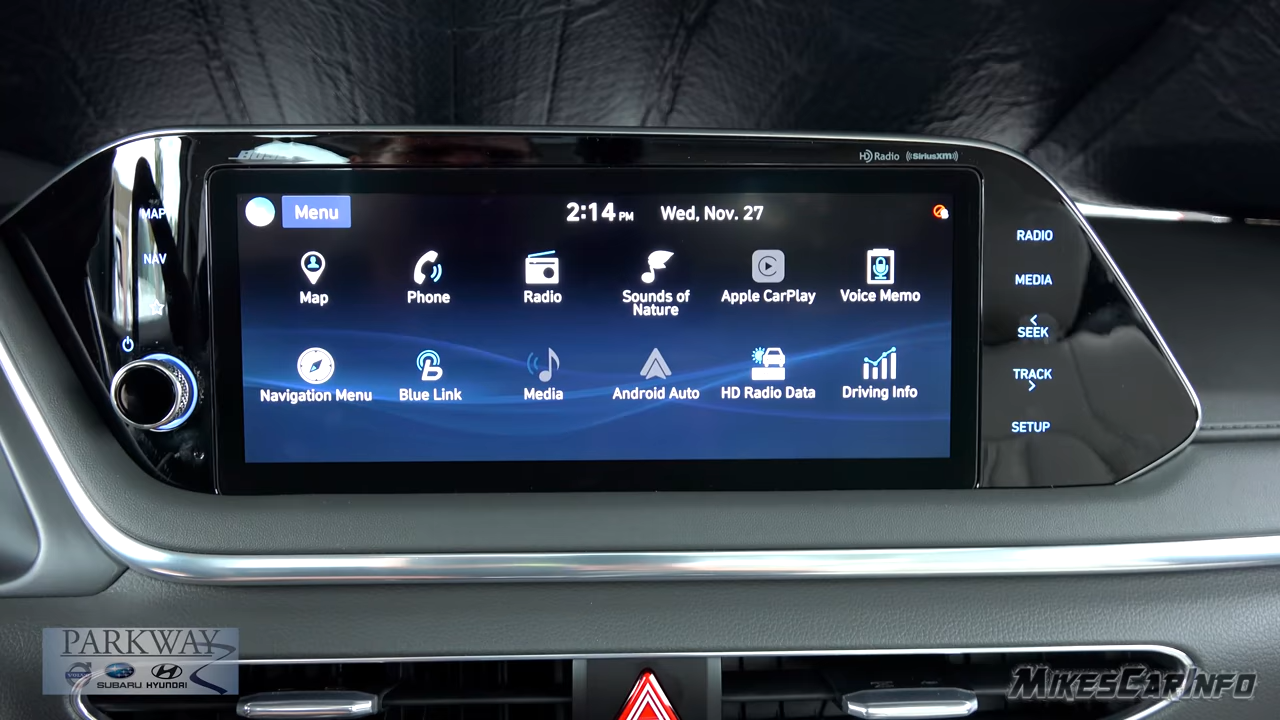 BOSE
HD Radio ((SiriusXM))
MAP
NAV
Menu
2:14 PM Wed, Nov. 27
Map
Phone
Radio
Sounds of
Nature
Apple CarPlay
Voice Memo
Navigation Menu
Blue Link
Media
Android Auto
HD Radio Data
Driving Info
RADIO
MEDIA
<
SEEK
TRACK
>
SETUP
PARKWAY
VOLVO SUBARU HYUNDAI
MIKESCARINFO